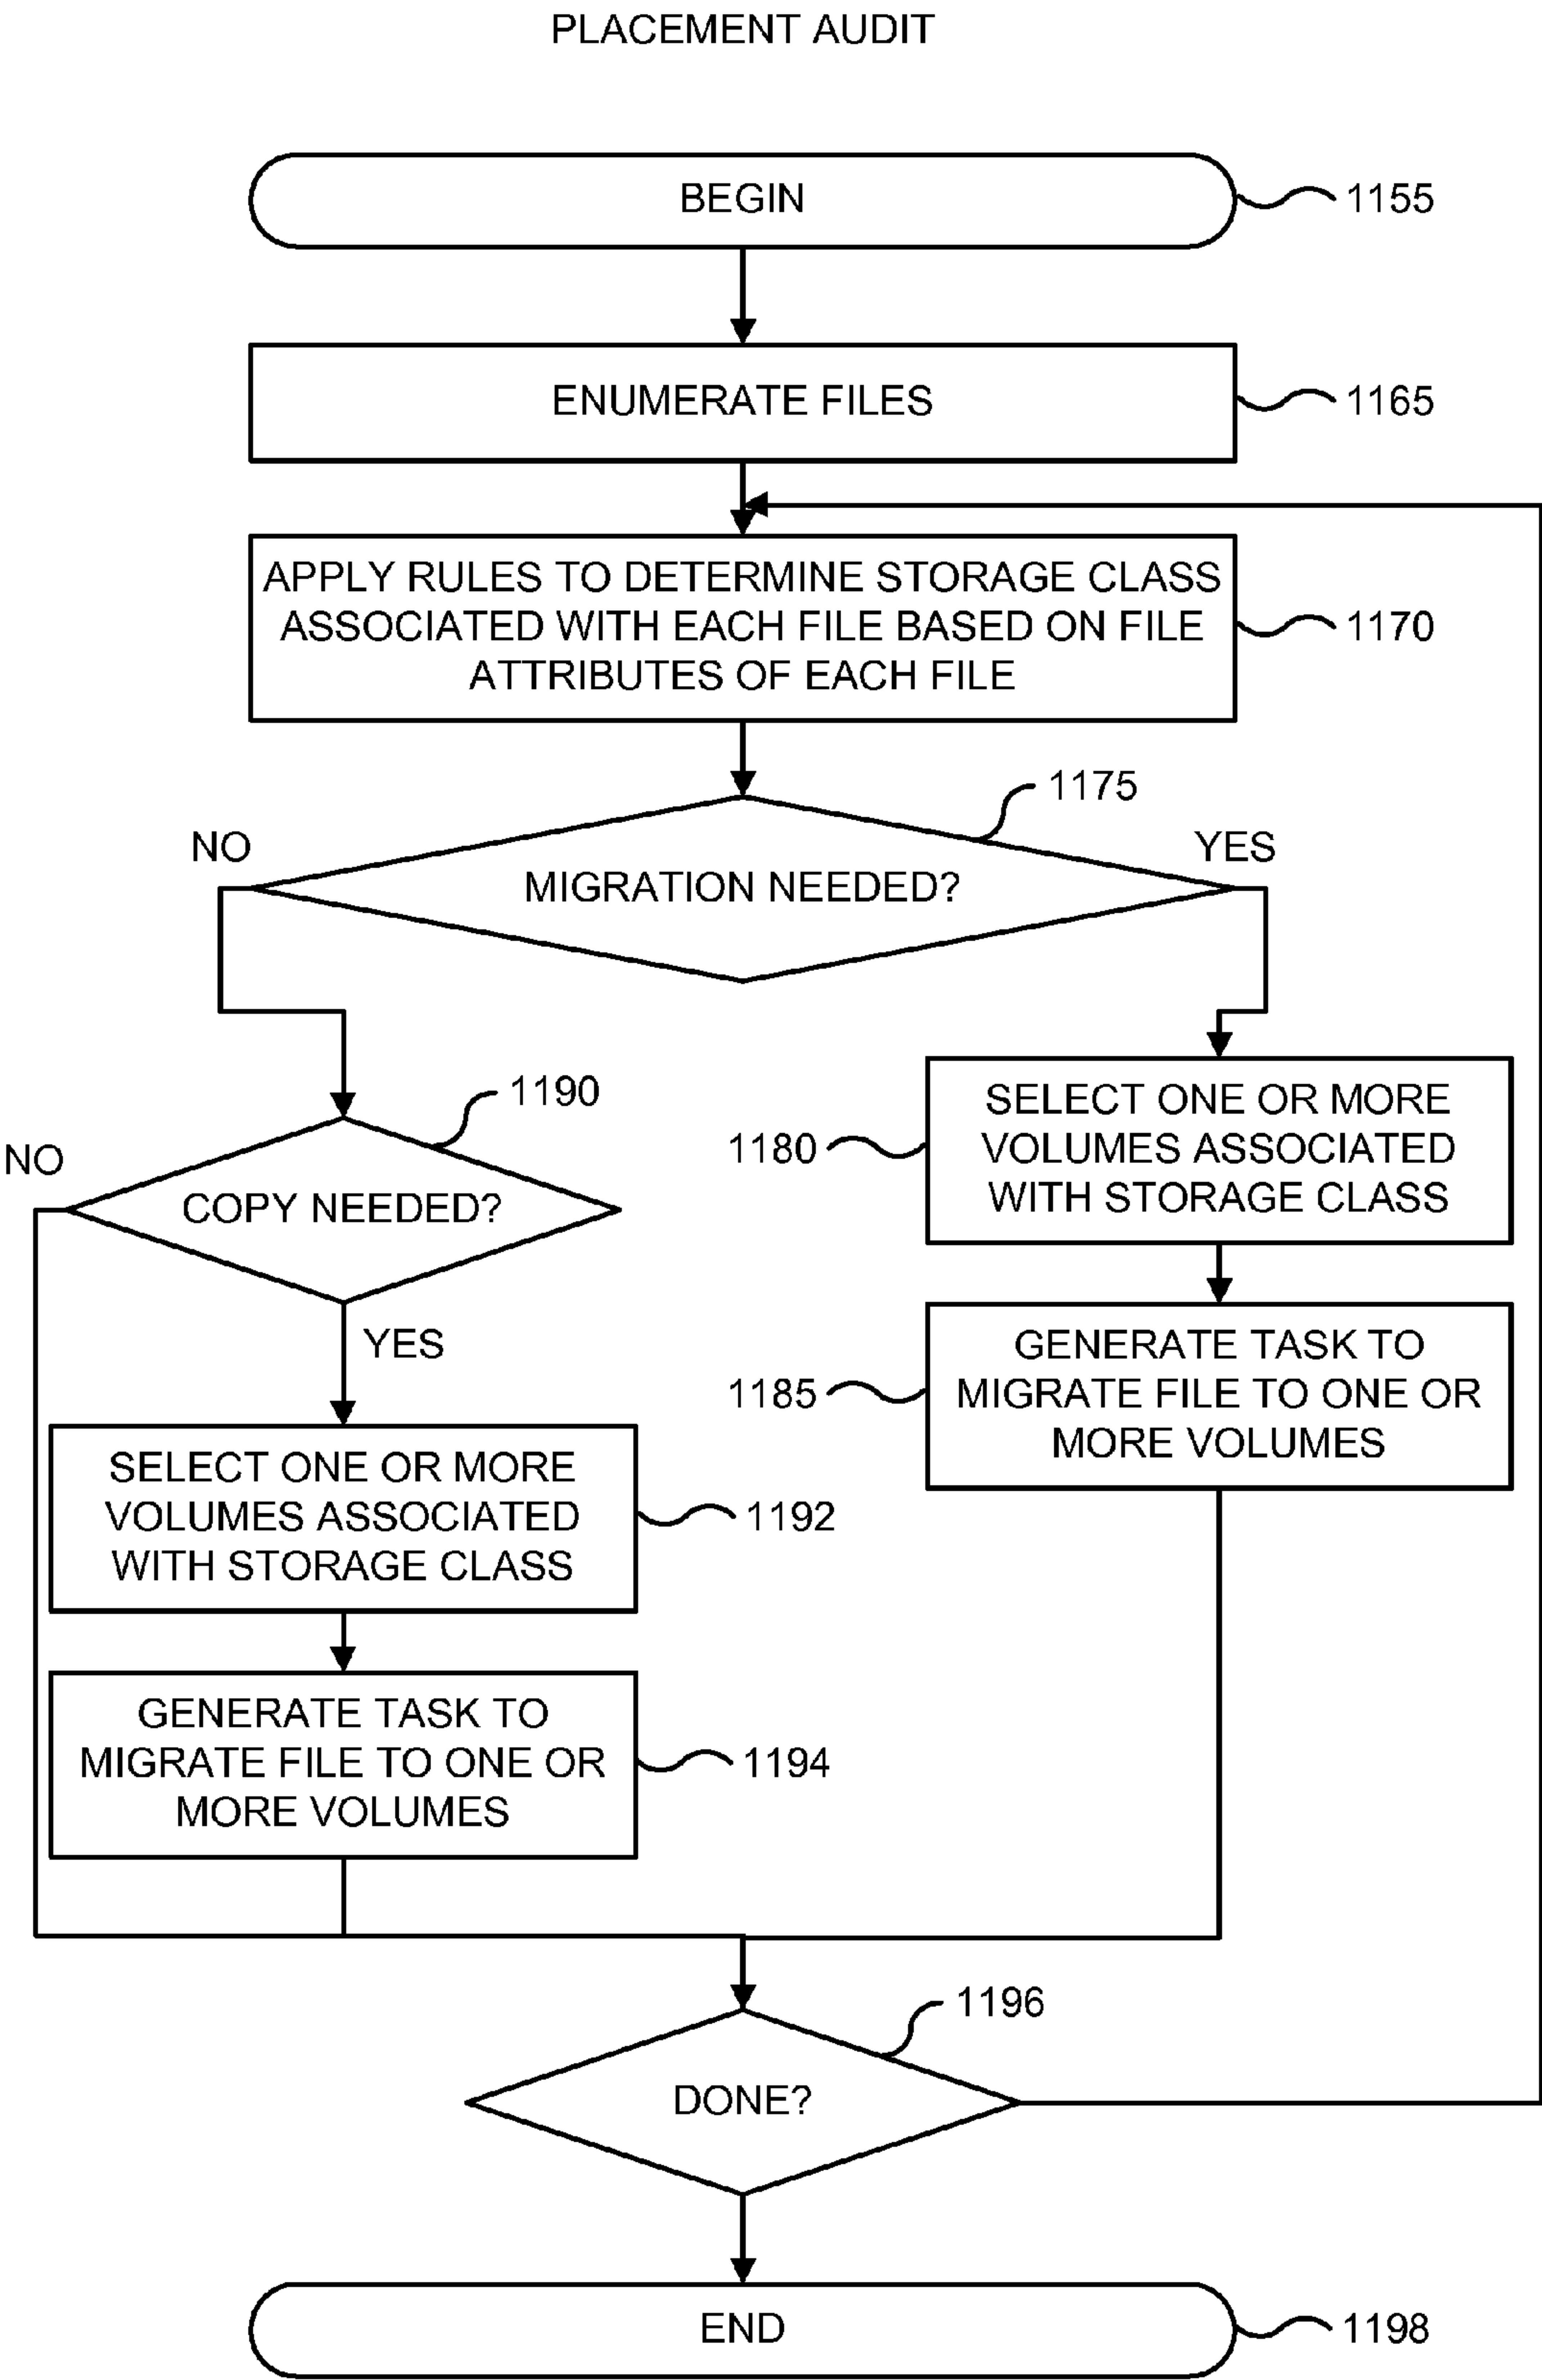 PLACEMENT AUDIT
BEGIN
1155
ENUMERATE FILES
1165
APPLY RULES TO DETERMINE STORAGE CLASS
ASSOCIATED WITH EACH FILE BASED ON FILE
ATTRIBUTES OF EACH FILE
1170
1175
NO
YES
MIGRATION NEEDED?
1190
NO
COPY NEEDED?
YES
1180
SELECT ONE OR MORE
VOLUMES ASSOCIATED
WITH STORAGE CLASS
1185
GENERATE TASK TO
MIGRATE FILE TO ONE OR
MORE VOLUMES
SELECT ONE OR MORE
VOLUMES ASSOCIATED
WITH STORAGE CLASS
1192
GENERATE TASK TO
MIGRATE FILE TO ONE OR
MORE VOLUMES
1194
1196
DONE?
END
1198